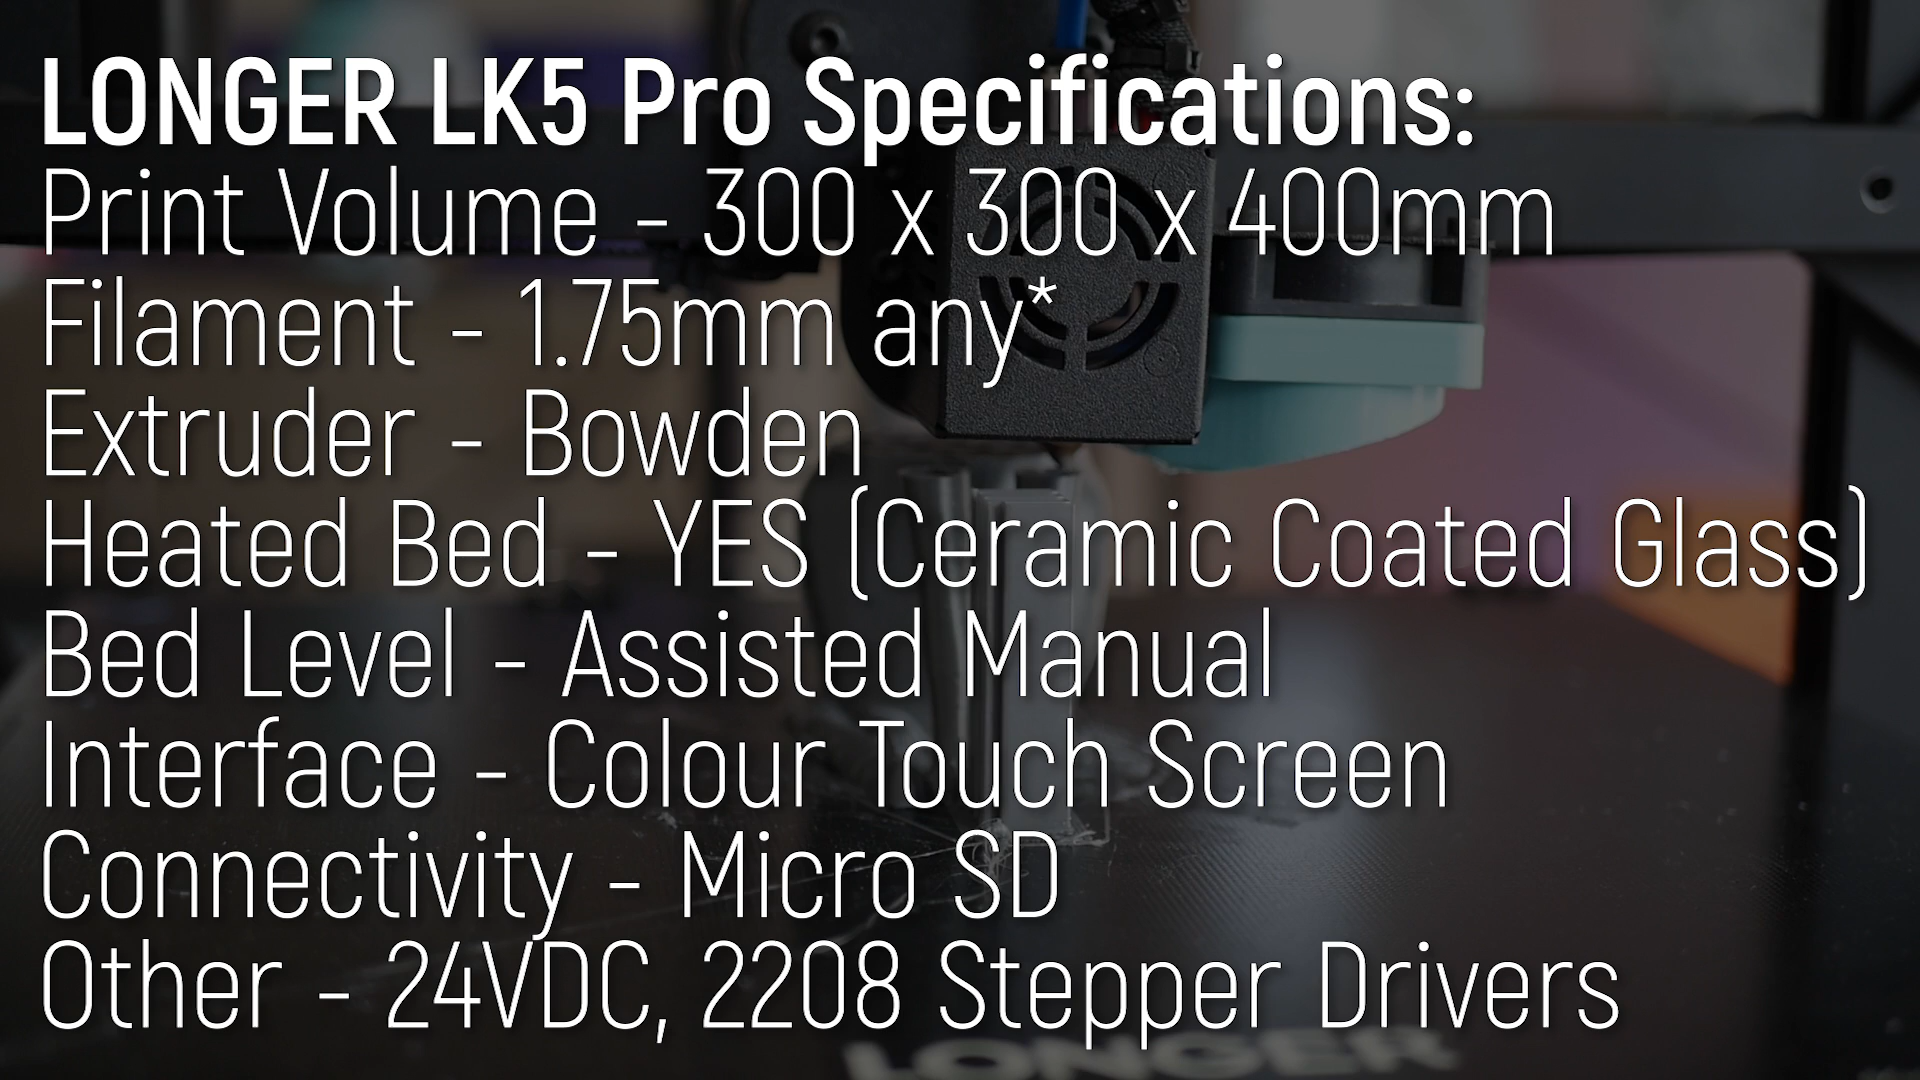 LONGER LK5 Pro Specifications:
Print Volume - 300 x 300 x 400mm
Filament - 1.75mm any*
Extruder - Bowden
Heated Bed - YES (Ceramic Coated Glass)
Bed Level - Assisted Manual
Interface - Colour Touch Screen
Connectivity - Micro SD
Other - 24VDC, 2208 Stepper Drivers
LONGER